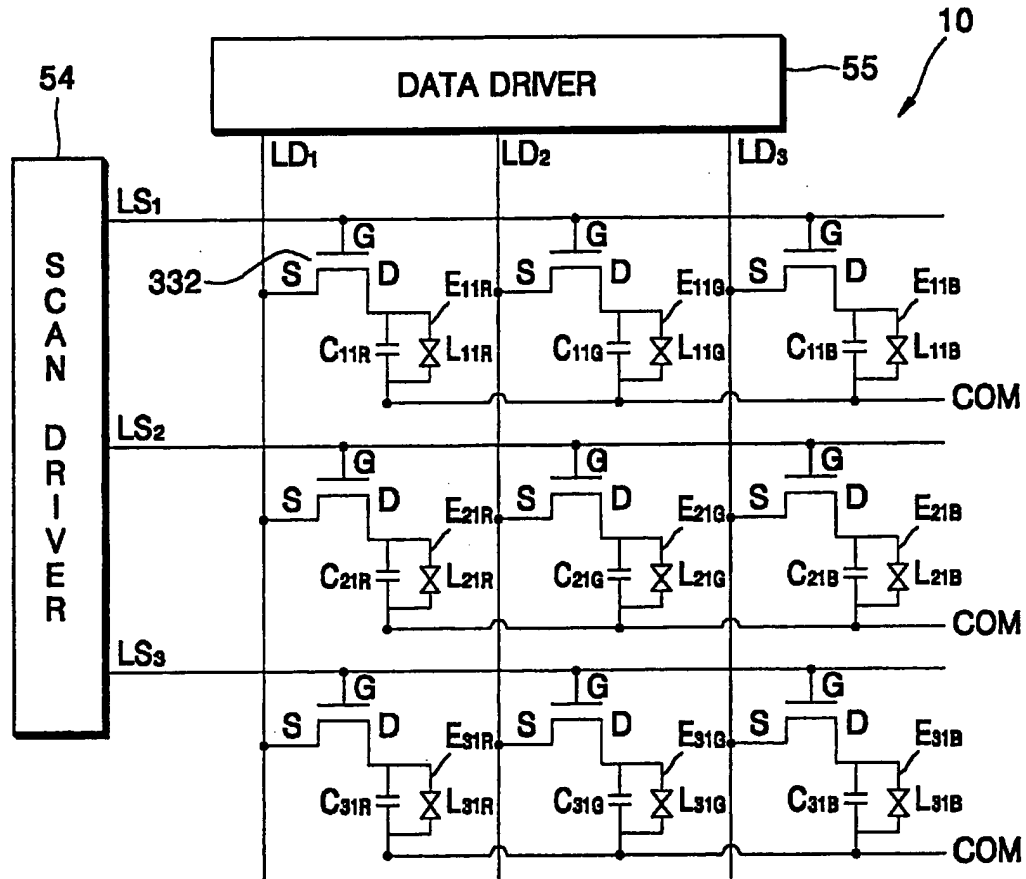 10
54
55
DATA DRIVER
LD1 LD2 LD3
SCAN DRIVER
LS1
G G G
332 S D S D S D
E11R E11G E11B
C11R L11R C11G L11G C11B L11B
COM
LS2
G G G
S D S D S D
E21R E21G E21B
C21R L21R C21G L21G C21B L21B
COM
LS3
G G G
S D S D S D
E31R E31G E31B
C31R L31R C31G L31G C31B L31B
COM